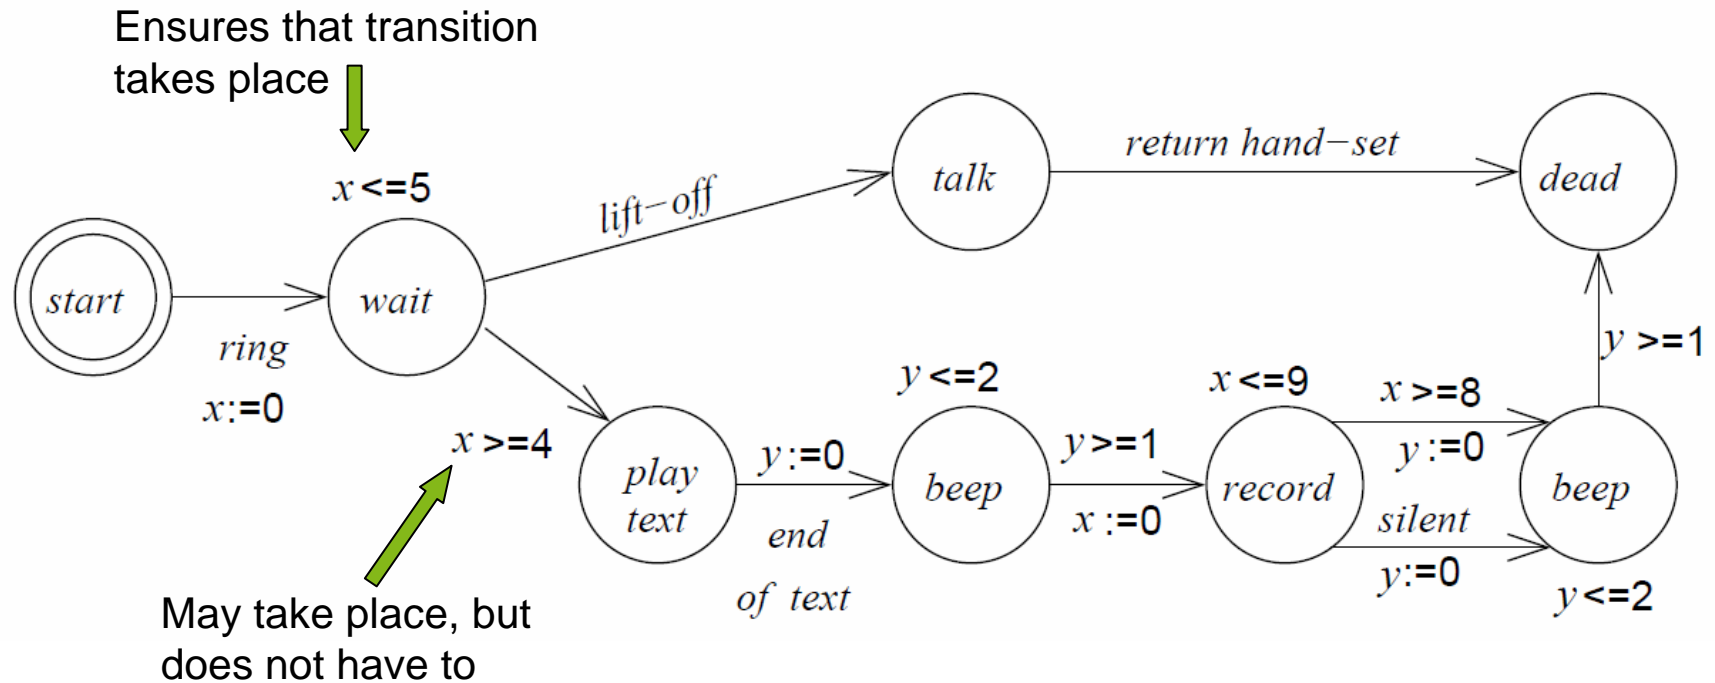 Ensures that transition
takes place
x<=5
start
ring
x:=0
wait
lift-off
talk
return hand-set
dead
x >=4
play
text
y:=0
end
of text
y<=2
beep
y>=1
x:=0
x<=9
record
x >=8
y:=0
silent
y:=0
beep
y<=2
y >=1
May take place, but
does not have to